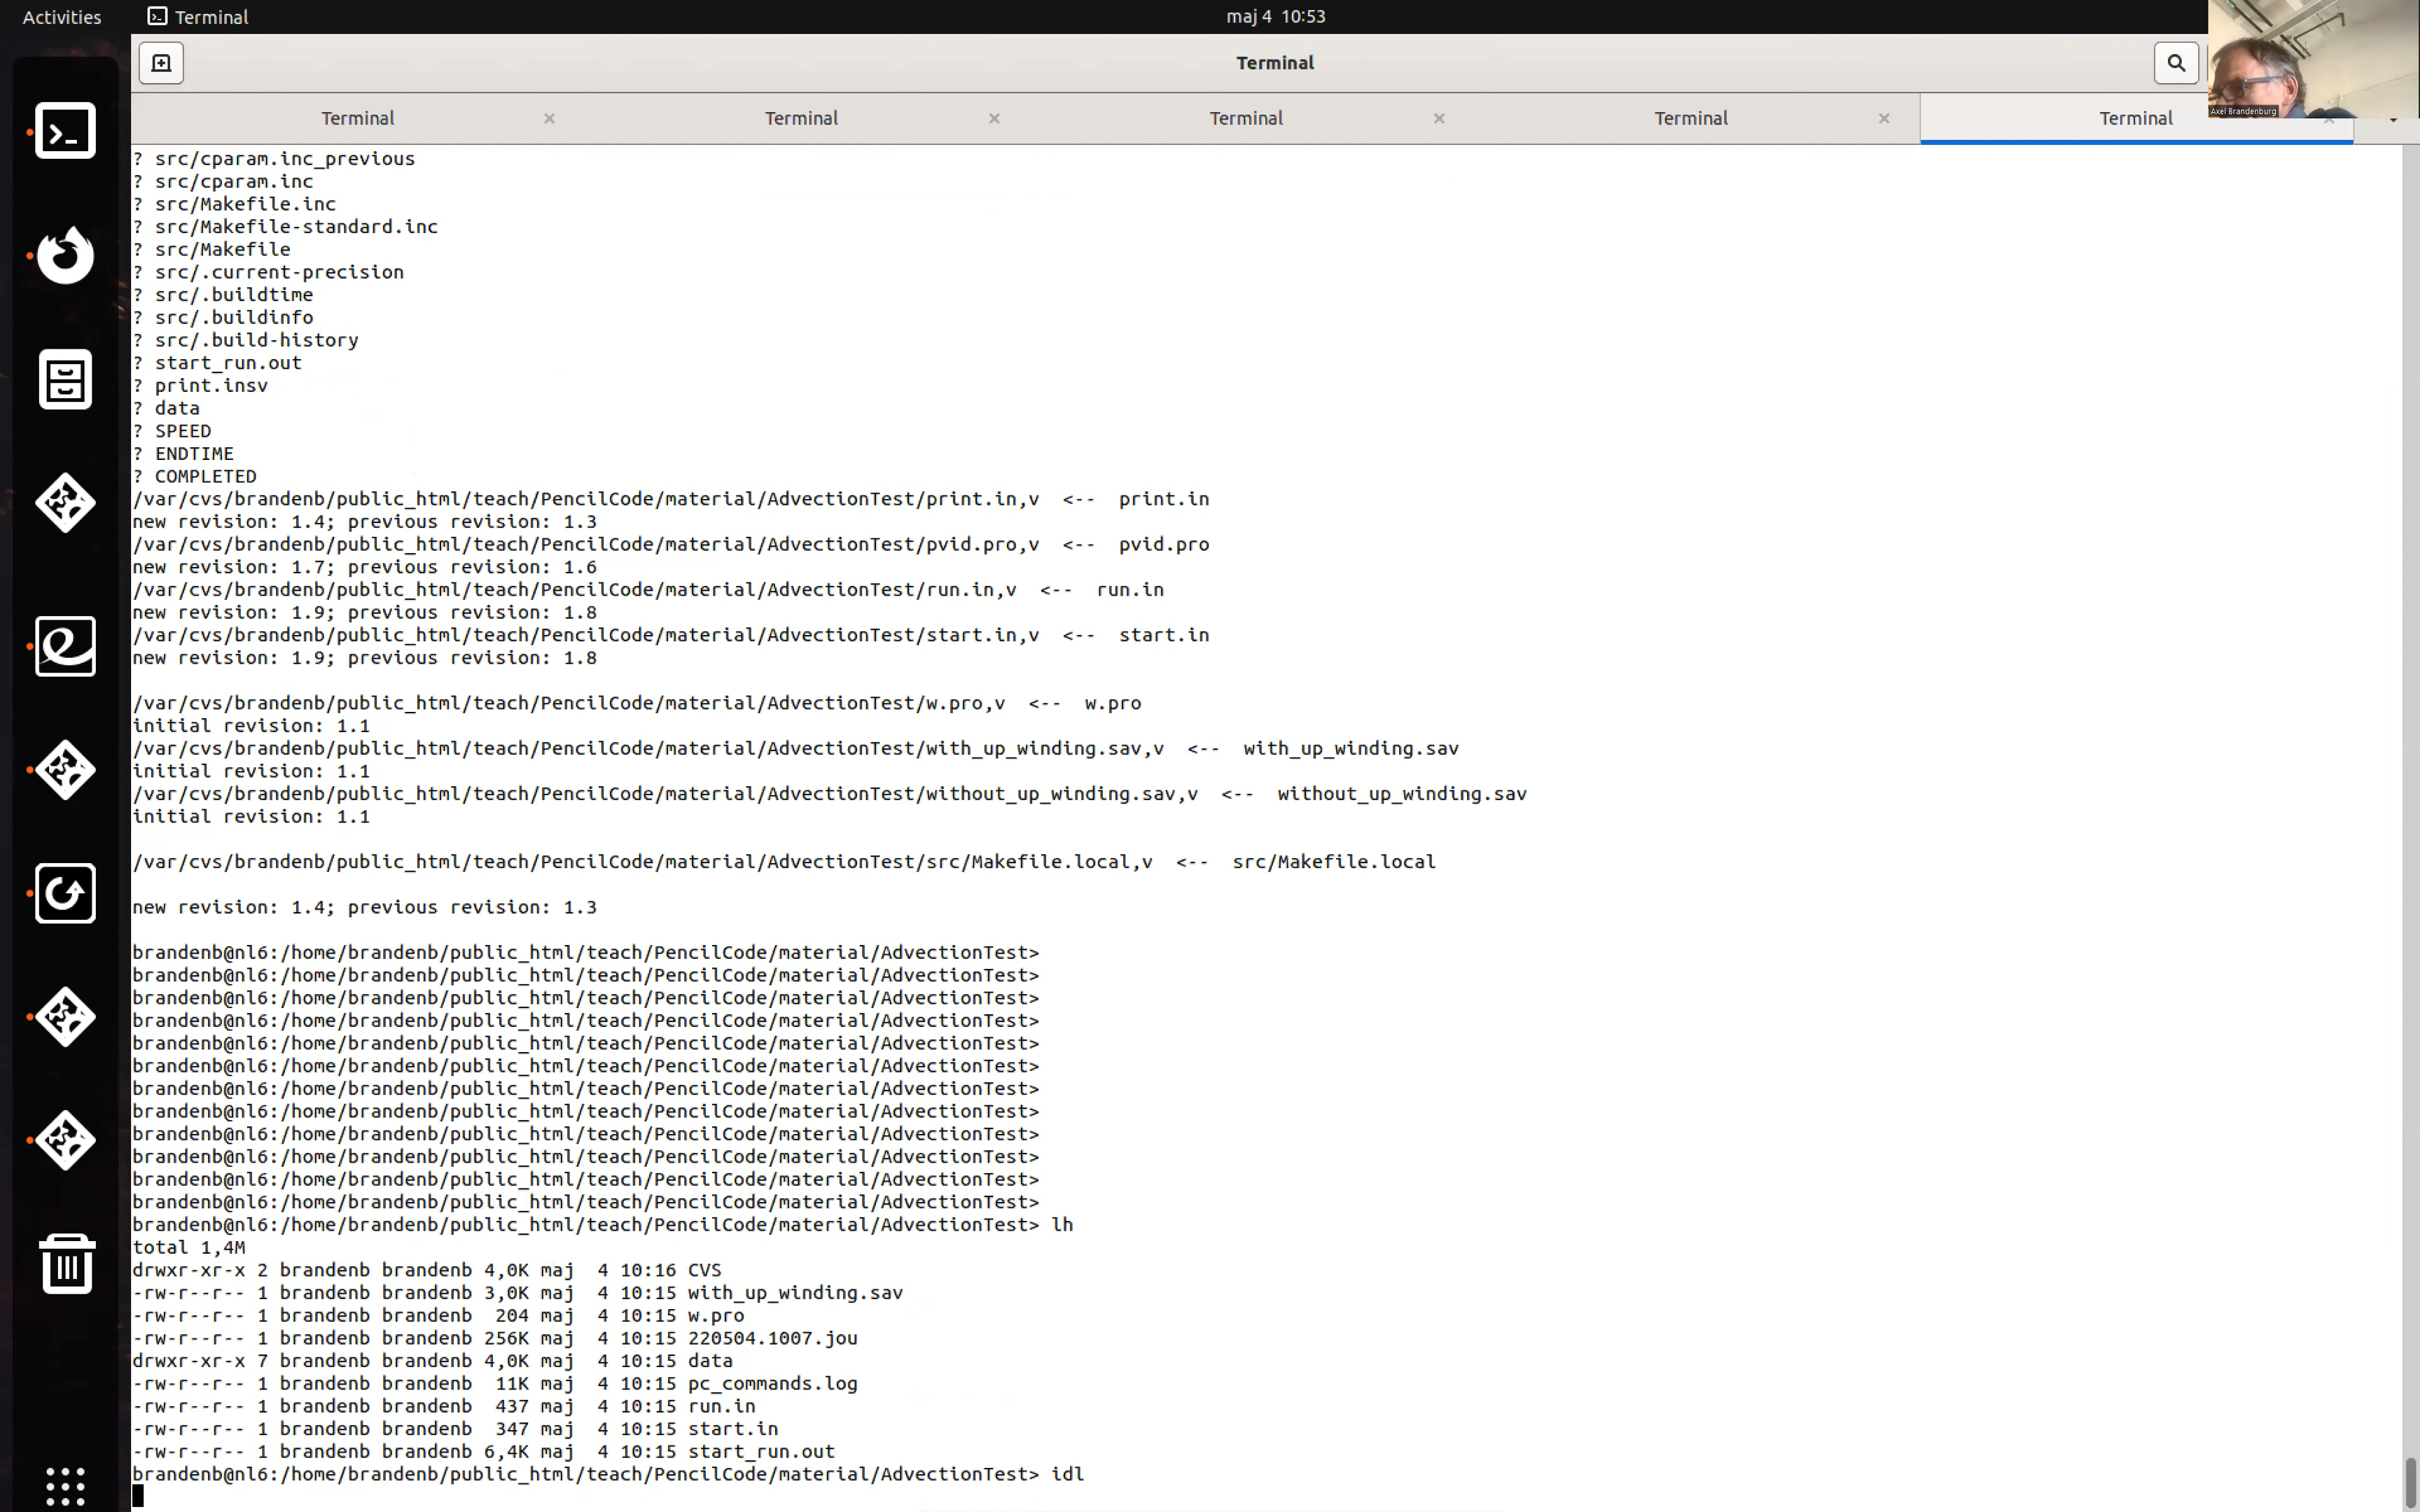 Activities
Terminal
maj 4 10:53
Terminal
Axel Brandenburg
Terminal
Terminal
Terminal
Terminal
Terminal
? src/cparam.inc_previous
? src/cparam.inc
? src/Makefile.inc
? src/Makefile-standard.inc
? src/Makefile
? src/.current-precision
? src/.buildtime
? src/.buildinfo
? src/.build-history
? start_run.out
? print.insv
? data
? SPEED
? ENDTIME
? COMPLETED
/var/cvs/brandenb/public_html/teach/PencilCode/material/AdvectionTest/print.in,v  <--  print.in
new revision: 1.4; previous revision: 1.3
/var/cvs/brandenb/public_html/teach/PencilCode/material/AdvectionTest/pvid.pro,v  <--  pvid.pro
new revision: 1.7; previous revision: 1.6
/var/cvs/brandenb/public_html/teach/PencilCode/material/AdvectionTest/run.in,v  <--  run.in
new revision: 1.9; previous revision: 1.8
/var/cvs/brandenb/public_html/teach/PencilCode/material/AdvectionTest/start.in,v  <--  start.in
new revision: 1.9; previous revision: 1.8
/var/cvs/brandenb/public_html/teach/PencilCode/material/AdvectionTest/w.pro,v  <--  w.pro
initial revision: 1.1
/var/cvs/brandenb/public_html/teach/PencilCode/material/AdvectionTest/with_up_winding.sav,v  <--  with_up_winding.sav
initial revision: 1.1
/var/cvs/brandenb/public_html/teach/PencilCode/material/AdvectionTest/without_up_winding.sav,v  <--  without_up_winding.sav
initial revision: 1.1
/var/cvs/brandenb/public_html/teach/PencilCode/material/AdvectionTest/src/Makefile.local,v  <--  src/Makefile.local
new revision: 1.4; previous revision: 1.3
brandenb@nl6:/home/brandenb/public_html/teach/PencilCode/material/AdvectionTest>
brandenb@nl6:/home/brandenb/public_html/teach/PencilCode/material/AdvectionTest>
brandenb@nl6:/home/brandenb/public_html/teach/PencilCode/material/AdvectionTest>
brandenb@nl6:/home/brandenb/public_html/teach/PencilCode/material/AdvectionTest>
brandenb@nl6:/home/brandenb/public_html/teach/PencilCode/material/AdvectionTest>
brandenb@nl6:/home/brandenb/public_html/teach/PencilCode/material/AdvectionTest>
brandenb@nl6:/home/brandenb/public_html/teach/PencilCode/material/AdvectionTest>
brandenb@nl6:/home/brandenb/public_html/teach/PencilCode/material/AdvectionTest>
brandenb@nl6:/home/brandenb/public_html/teach/PencilCode/material/AdvectionTest>
brandenb@nl6:/home/brandenb/public_html/teach/PencilCode/material/AdvectionTest>
brandenb@nl6:/home/brandenb/public_html/teach/PencilCode/material/AdvectionTest>
brandenb@nl6:/home/brandenb/public_html/teach/PencilCode/material/AdvectionTest>
brandenb@nl6:/home/brandenb/public_html/teach/PencilCode/material/AdvectionTest> lh
total 1,4M
drwxr-xr-x 2 brandenb brandenb 4,0K maj  4 10:16 CVS
-rw-r--r-- 1 brandenb brandenb 3,0K maj  4 10:15 with_up_winding.sav
-rw-r--r-- 1 brandenb brandenb  204 maj  4 10:15 w.pro
-rw-r--r-- 1 brandenb brandenb 256K maj  4 10:15 220504.1007.jou
drwxr-xr-x 7 brandenb brandenb 4,0K maj  4 10:15 data
-rw-r--r-- 1 brandenb brandenb  11K maj  4 10:15 pc_commands.log
-rw-r--r-- 1 brandenb brandenb  437 maj  4 10:15 run.in
-rw-r--r-- 1 brandenb brandenb  347 maj  4 10:15 start.in
-rw-r--r-- 1 brandenb brandenb 6,4K maj  4 10:15 start_run.out
brandenb@nl6:/home/brandenb/public_html/teach/PencilCode/material/AdvectionTest> idl